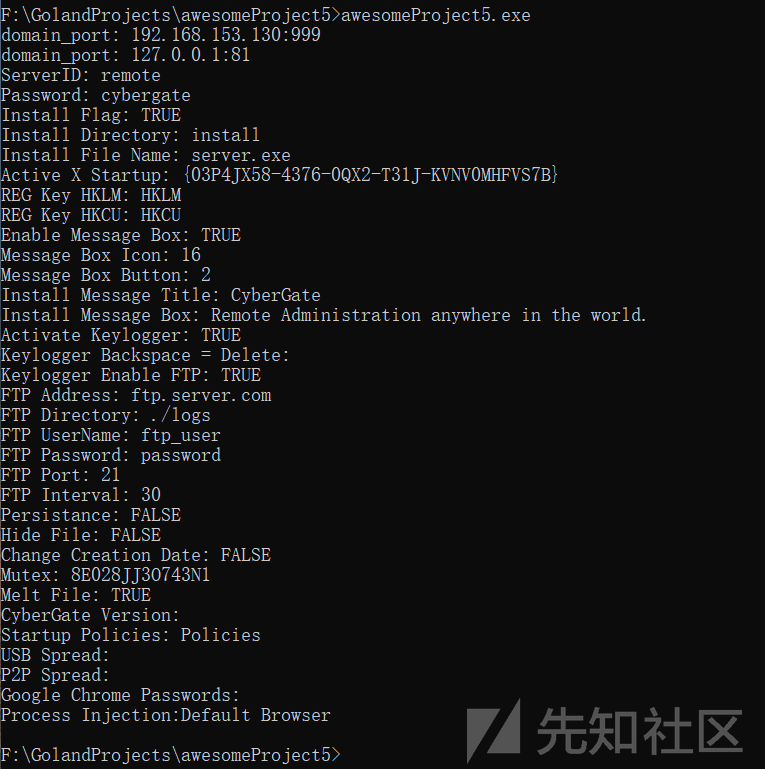 F:\GolandProjects\awesomeProject5>awesomeProject5.exe
domain_port: 192.168.153.130:999
domain_port: 127.0.0.1:81
ServerID: remote
Password: cybergate
Install Flag: TRUE
Install Directory: install
Install File Name: server.exe
Active X Startup: {03P4JX58-4376-0QX2-T31J-KVNV0MHFVS7B}
REG Key HKLM: HKLM
REG Key HKCU: HKCU
Enable Message Box: TRUE
Message Box Icon: 16
Message Box Button: 2
Install Message Title: CyberGate
Install Message Box: Remote Administration anywhere in the world.
Activate Keylogger: TRUE
Keylogger Backspace = Delete:
Keylogger Enable FTP: TRUE
FTP Address: ftp.server.com
FTP Directory: ./logs
FTP UserName: ftp_user
FTP Password: password
FTP Port: 21
FTP Interval: 30
Persistance: FALSE
Hide File: FALSE
Change Creation Date: FALSE
Mutex: 8E028JJ3O743N1
Melt File: TRUE
CyberGate Version:
Startup Policies: Policies
USB Spread:
P2P Spread:
Google Chrome Passwords:
Process Injection:Default Browser
F:\GolandProjects\awesomeProject5>
先知社区